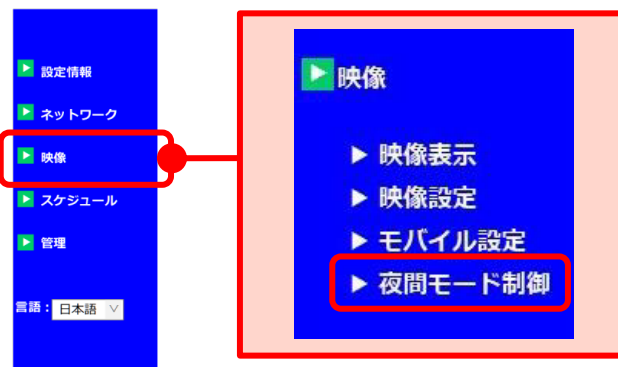 設定情報
ネットワーク
映像
スケジュール
管理
言語：日本語
映像
映像表示
映像設定
モバイル設定
夜間モード制御